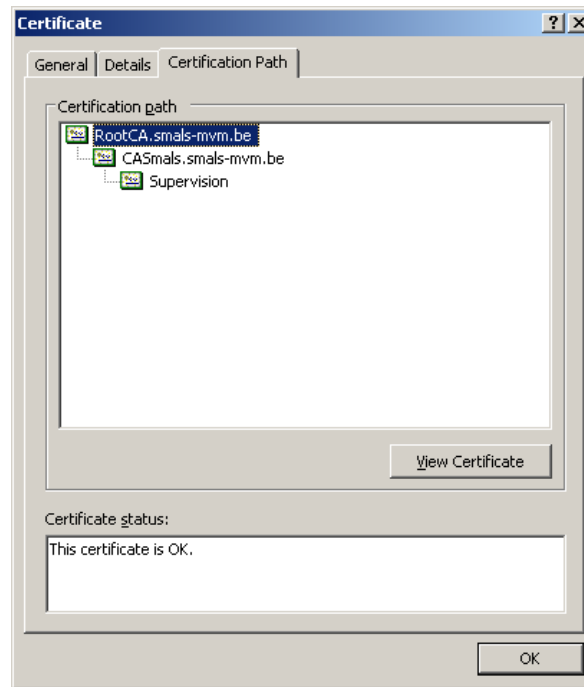 Certificate
General
Details
Certification Path
Certification path
RootCA.smals-mvm.be
CASmals.smals-mvm.be
Supervision
View Certificate
Certificate status:
This certificate is OK.
OK